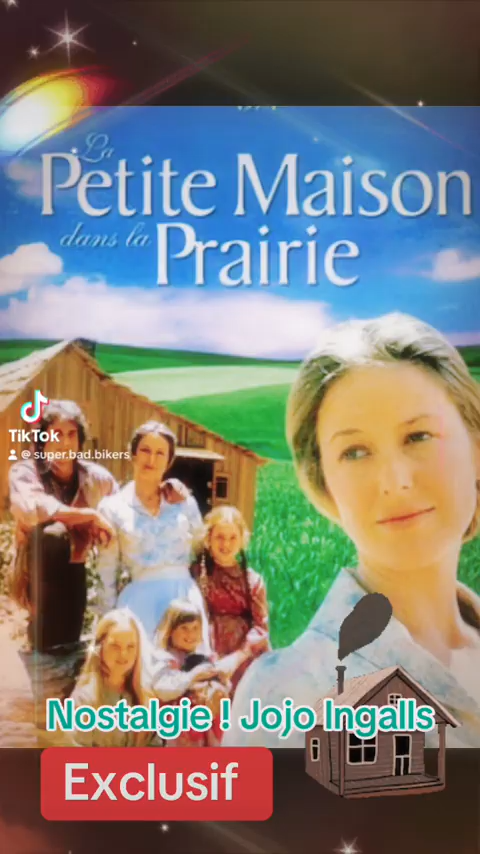 La
Petite Maison
dans la Prairie
TikTok
@ super.bad.bikers
Nostalgie ! Jojo Ingalls
Exclusif